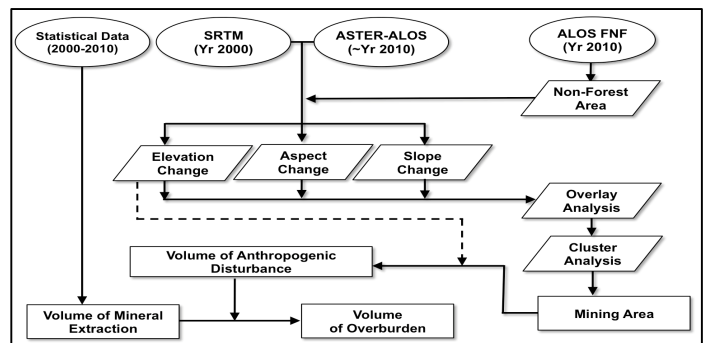 Statistical Data
(2000-2010)
SRTM
(Yr 2000)
ASTER-ALOS
(~Yr 2010)
ALOS FNF
(Yr 2010)
Non-Forest
Area
Elevation
Change
Aspect
Change
Slope
Change
Overlay
Analysis
Cluster
Analysis
Volume of Anthropogenic
Disturbance
Volume of Mineral
Extraction
Volume
of Overburden
Mining Area